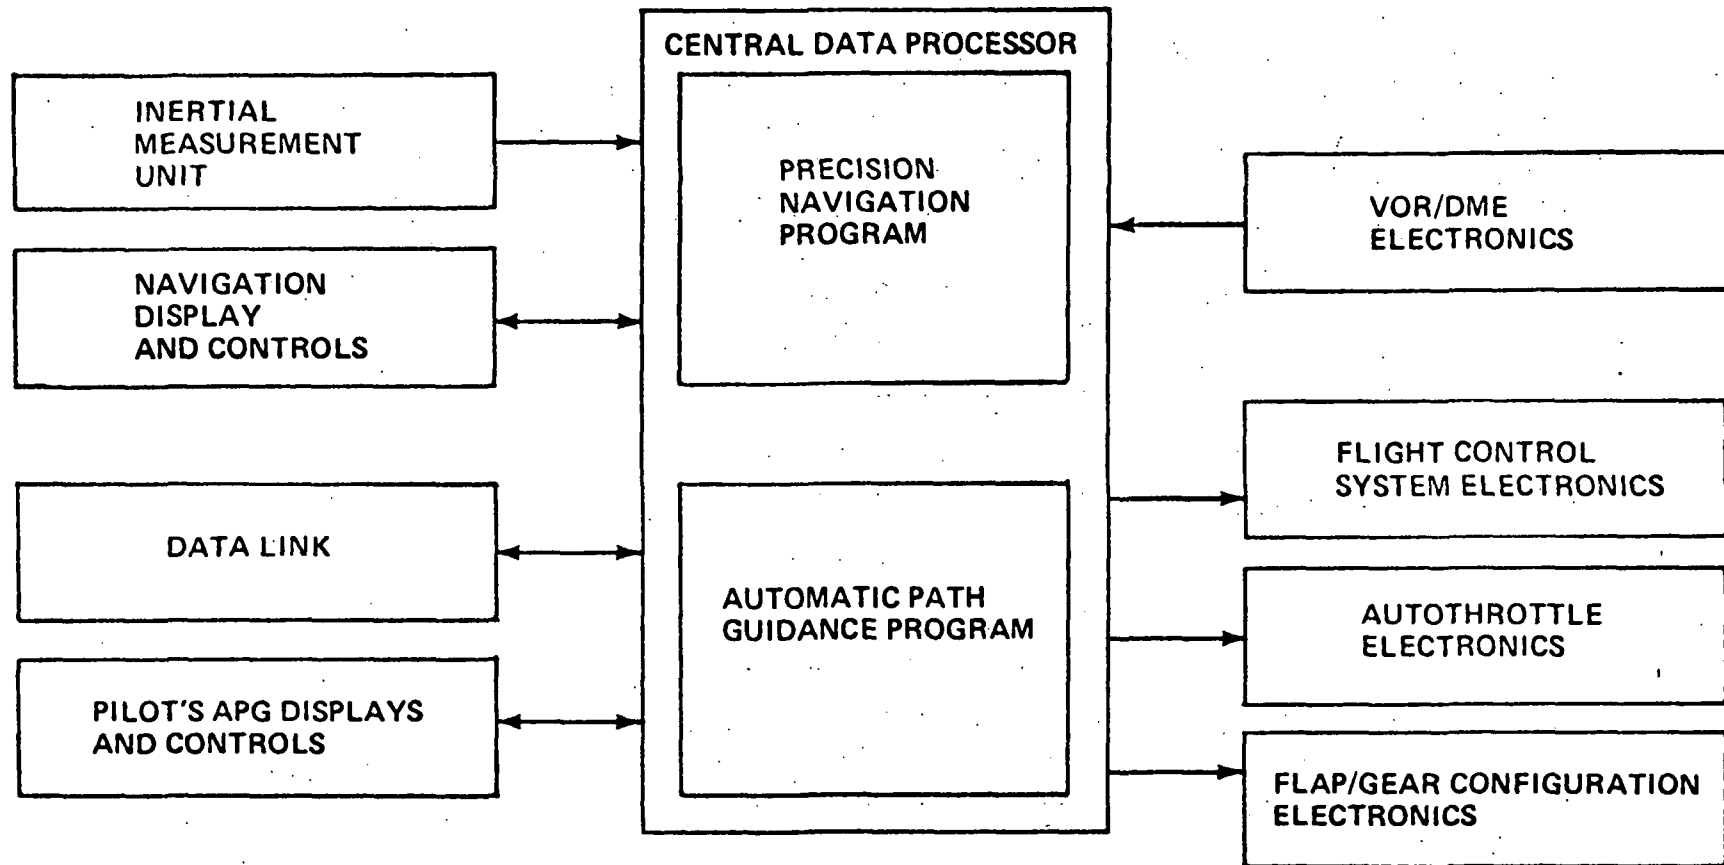 CENTRAL DATA PROCESSOR
INERTIAL
MEASUREMENT
UNIT
NAVIGATION
DISPLAY
AND CONTROLS
DATA LINK
PILOT'S APG DISPLAYS
AND CONTROLS
PRECISION
NAVIGATION
PROGRAM
AUTOMATIC PATH
GUIDANCE PROGRAM
VOR/DME
ELECTRONICS
FLIGHT CONTROL
SYSTEM ELECTRONICS
AUTOTHROTTLE
ELECTRONICS
FLAP/GEAR CONFIGURATION
ELECTRONICS